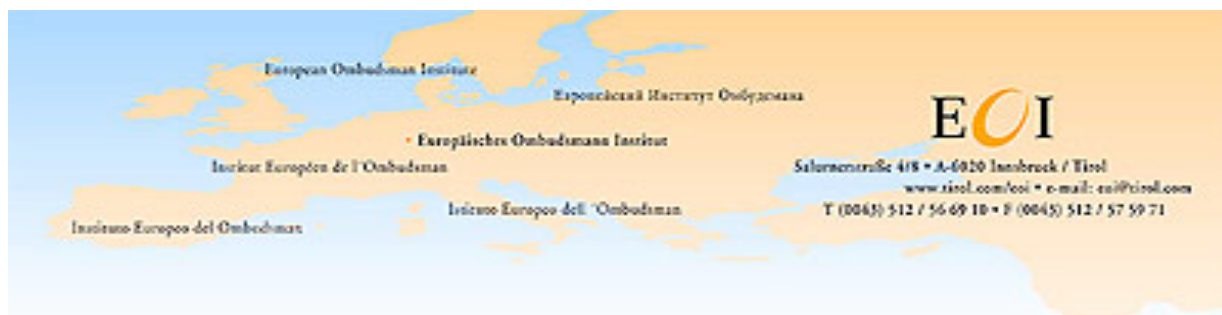 European Ombudsman Institute
Европейский Институт Омбудсмана
• Europäisches Ombudsmann Institut
Institut Européen de l'Ombudsman
Istituto Europeo dell'Ombudsman
Instituto Europeo del Ombudsman
EOI
Salurnerstraße 4/8 • A-6020 Innsbruck / Tirol
www.tirol.com/eoi • e-mail: eoi@tirol.com
T (0043) 512 / 56 69 10 • F (0043) 512 / 57 59 71